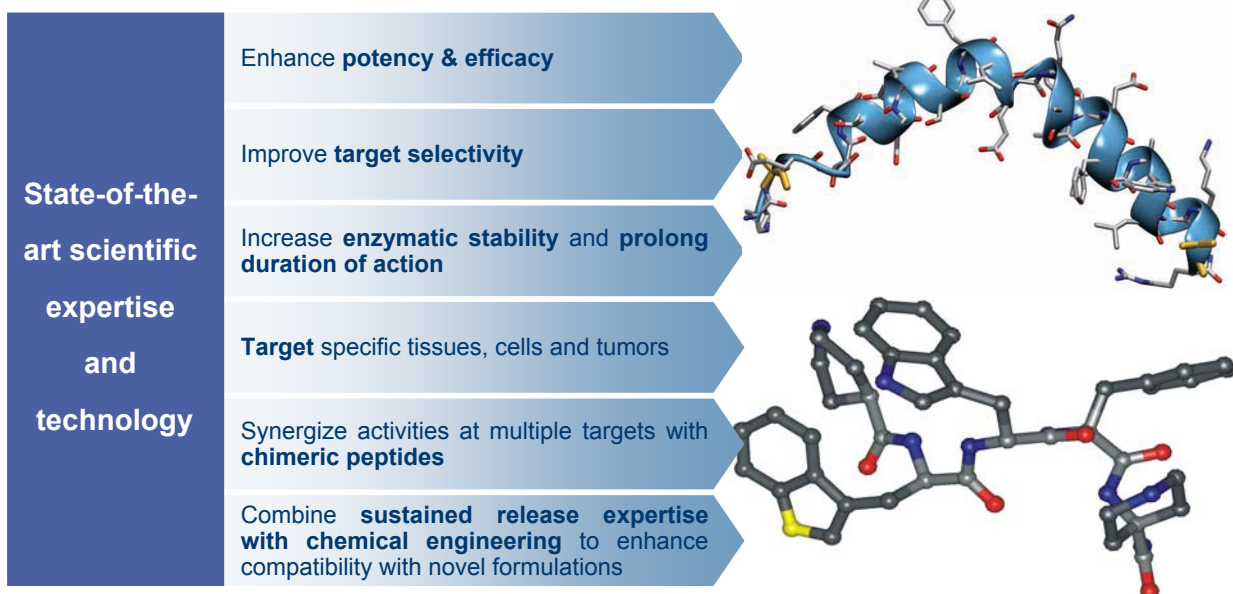 State-of-the-
art scientific
expertise
and
technology
Enhance potency & efficacy
Improve target selectivity
Increase enzymatic stability and prolong
duration of action
Target specific tissues, cells and tumors
Synergize activities at multiple targets with
chimeric peptides
Combine sustained release expertise
with chemical engineering to enhance
compatibility with novel formulations